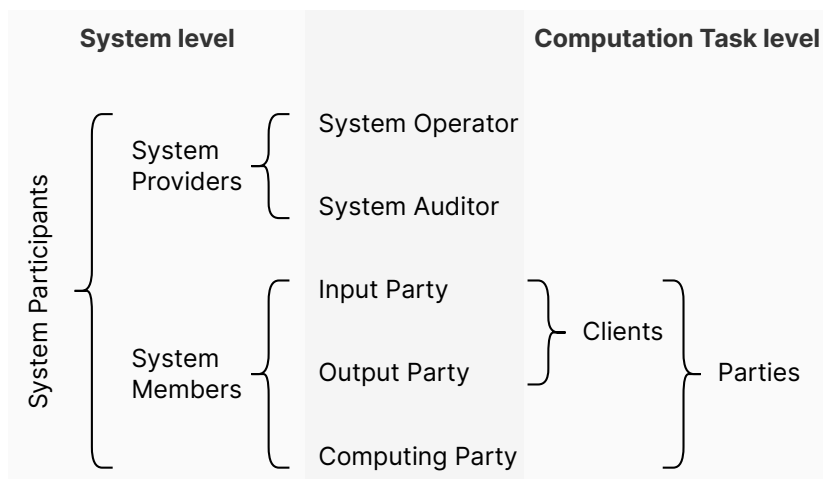 System level
Computation Task level
System Participants
System
Providers
System Operator
System Auditor
System
Members
Input Party
Output Party
Computing Party
Clients
Parties